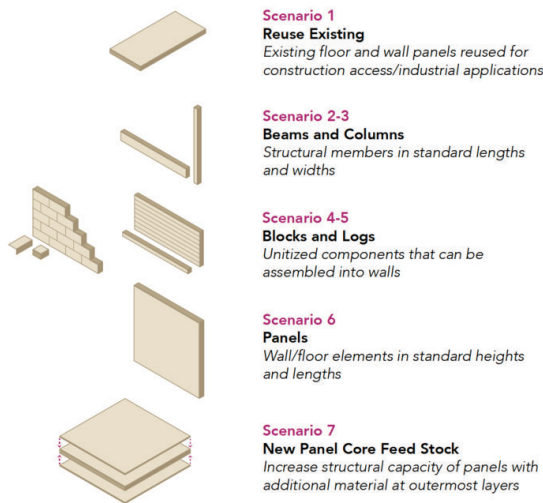 Scenario 1
Reuse Existing
Existing floor and wall panels reused for
construction access/industrial applications
Scenario 2-3
Beams and Columns
Structural members in standard lengths
and widths
Scenario 4-5
Blocks and Logs
Unitized components that can be
assembled into walls
Scenario 6
Panels
Wall/floor elements in standard heights
and lengths
Scenario 7
New Panel Core Feed Stock
Increase structural capacity of panels with
additional material at outermost layers